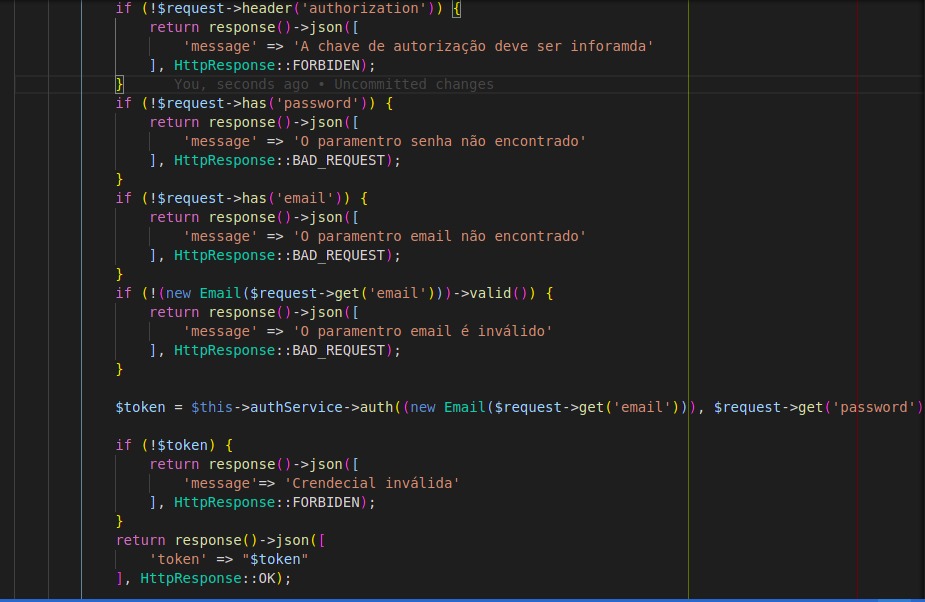 if (!$request->header('authorization')) {
return response()->json([
'message' => 'A chave de autorização deve ser inforamda'
], HttpResponse::FORBIDEN);
} You, seconds ago • Uncommitted changes
if (!$request->has('password')) {
return response()->json([
'message' => 'O paramentro senha não encontrado'
], HttpResponse::BAD_REQUEST);
}
if (!$request->has('email')) {
return response()->json([
'message' => 'O paramentro email não encontrado'
], HttpResponse::BAD_REQUEST);
}
if (!(new Email($request->get('email')))->valid()) {
return response()->json([
'message' => 'O paramentro email é inválido'
], HttpResponse::BAD_REQUEST);
}
$token = $this->authService->auth((new Email($request->get('email'))), $request->get('password')
if (!$token) {
return response()->json([
'message'=> 'Crendecial inválida'
], HttpResponse::FORBIDEN);
}
return response()->json([
'token' => "$token"
], HttpResponse::OK);